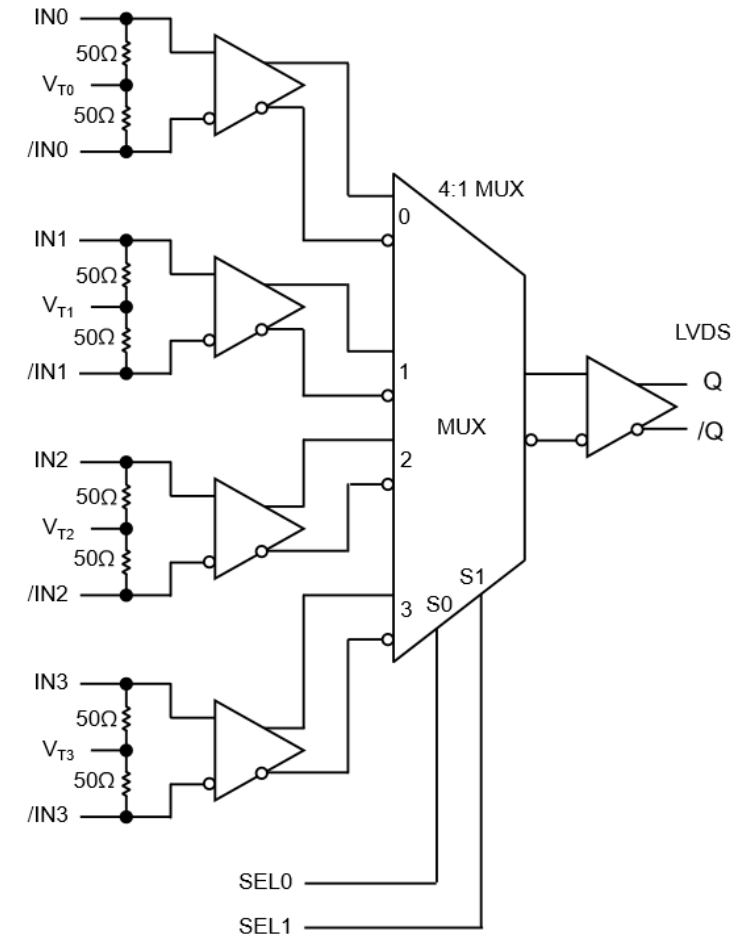 IN0
50Ω
VT0
50Ω
/IN0
4:1 MUX
0
IN1
50Ω
VT1
50Ω
/IN1
1
LVDS
Q
/Q
MUX
IN2
50Ω
VT2
50Ω
/IN2
2
S1
S0
3
IN3
50Ω
VT3
50Ω
/IN3
SEL0
SEL1